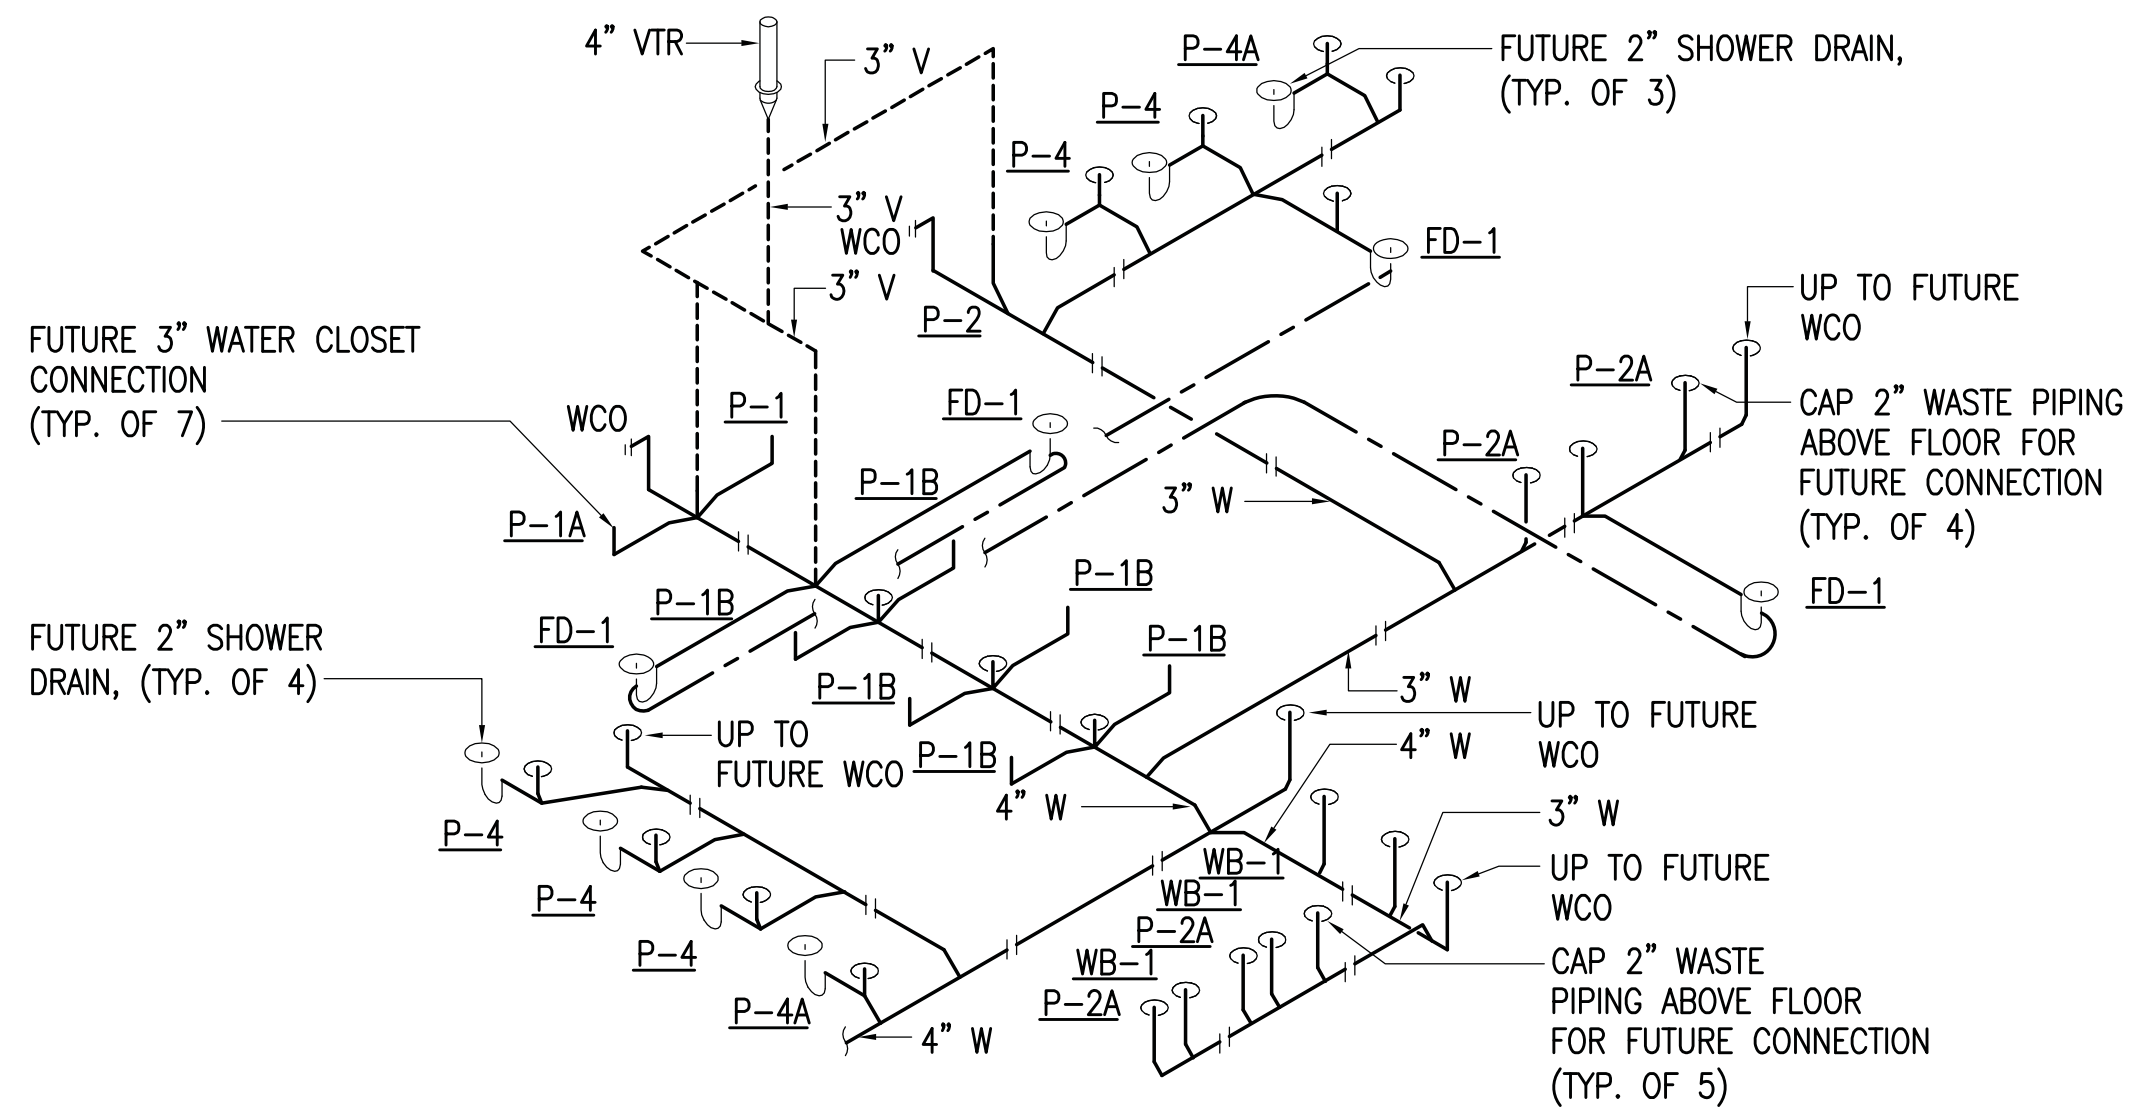 4” VTR
3” V
P-4A
FUTURE 2” SHOWER DRAIN,
(TYP. OF 3)
P-4
P-4
3” V
WCO
FD-1
3” V
P-2
UP TO FUTURE
WCO
FUTURE 3” WATER CLOSET
CONNECTION
(TYP. OF 7)
P-2A
CAP 2” WASTE PIPING
ABOVE FLOOR FOR
FUTURE CONNECTION
(TYP. OF 4)
WCO
P-1
FD-1
P-2A
P-1B
3” W
P-1A
P-1B
P-1B
FD-1
FD-1
FUTURE 2” SHOWER
DRAIN, (TYP. OF 4)
P-1B
P-1B
3” W
UP TO FUTURE
WCO
UP TO
FUTURE WCO
P-1B
4” W
4” W
3” W
P-4
WB-1
WB-1
P-2A
WB-1
P-2A
UP TO FUTURE
WCO
P-4
P-4
P-4A
4” W
CAP 2” WASTE
PIPING ABOVE FLOOR
FOR FUTURE CONNECTION
(TYP. OF 5)